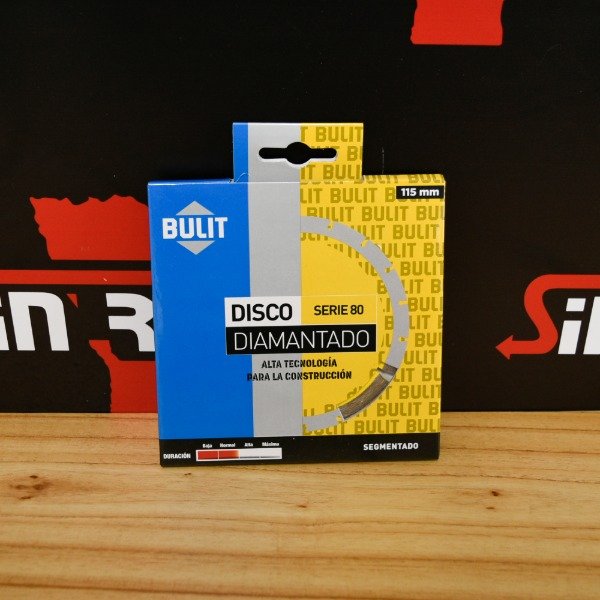 BULIT
115 mm
DISCO SERIE 80
DIAMANTADO
ALTA TECNOLOGÍA
PARA LA CONSTRUCCIÓN
Baja Normal Alta Máxima
DURACIÓN
SEGMENTADO